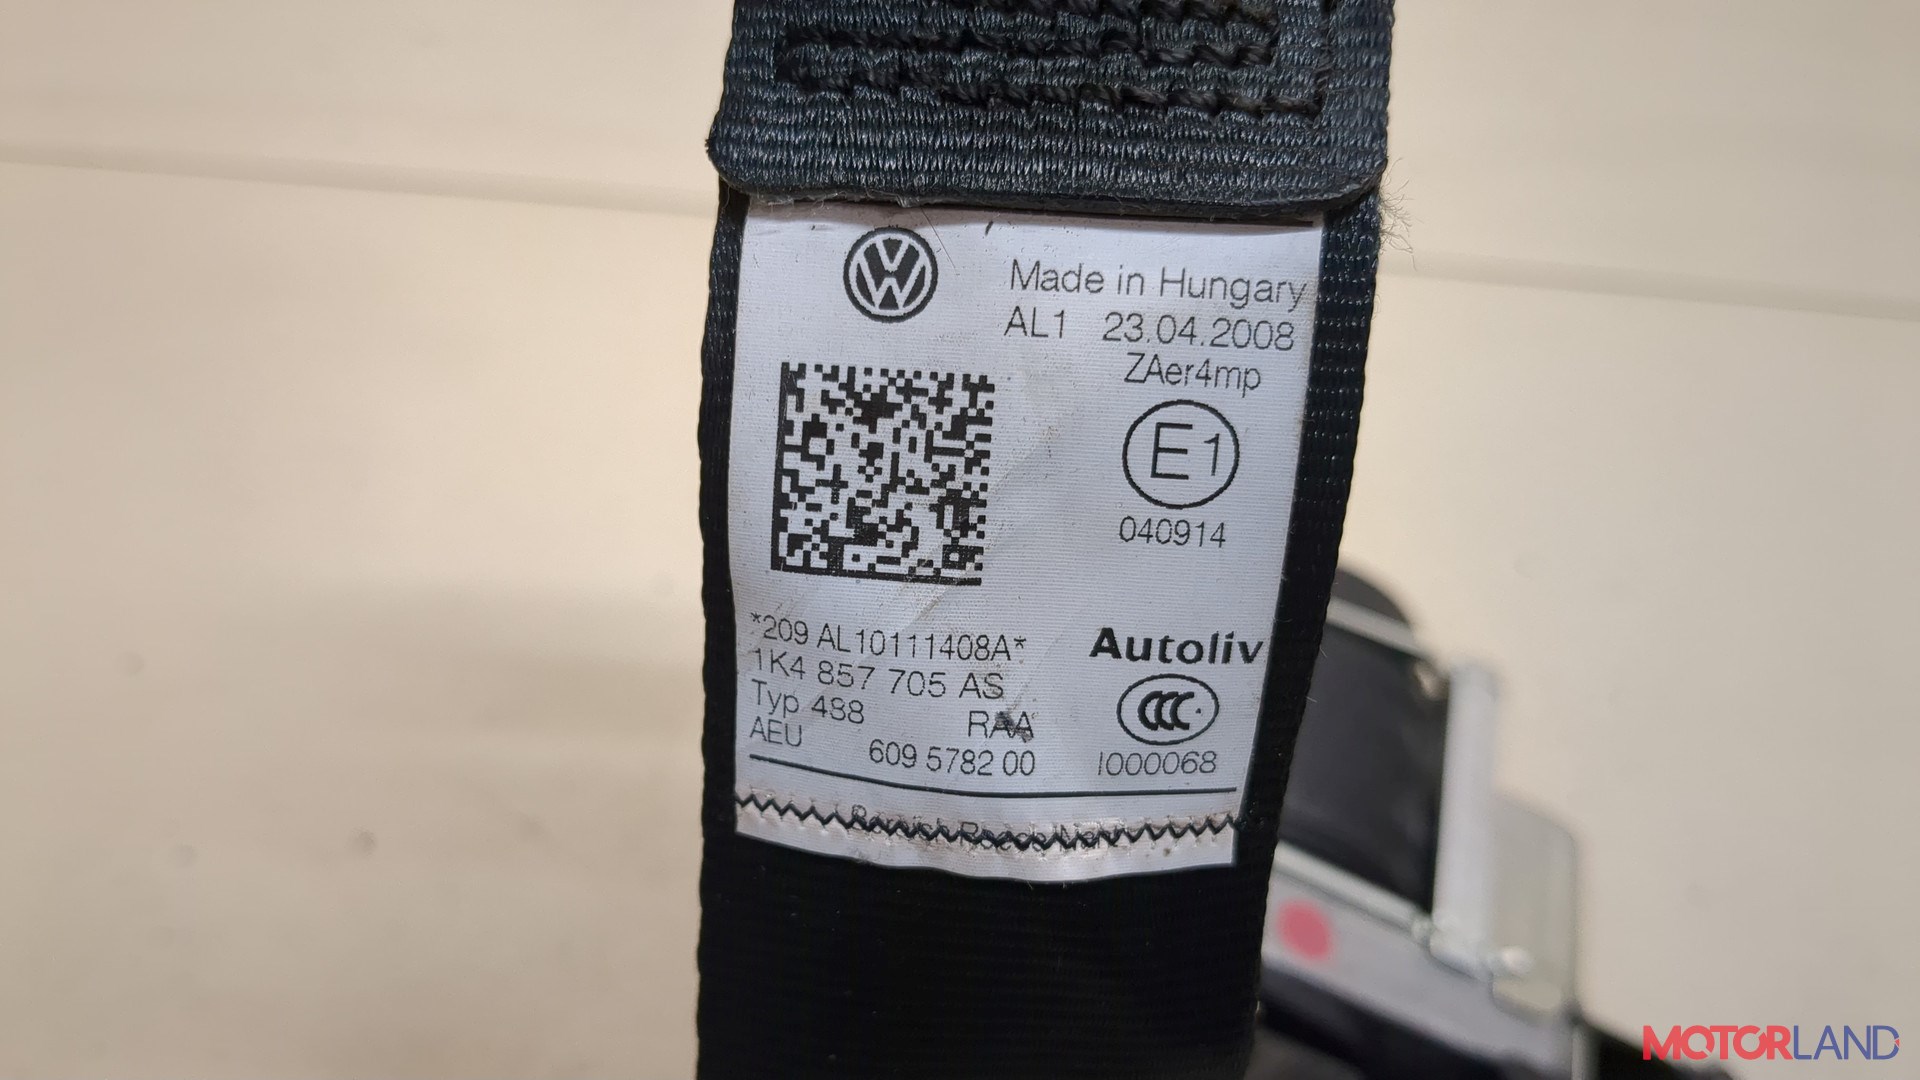 Made in Hungary
AL1 23.04.2008
ZAer4mp
E1
040914
*209 AL10111408A*
1K4 857 705 AS
Typ 488 RAA
AEU 609 5782 00
Autoliv
CCC
I000068
MOTORLAND